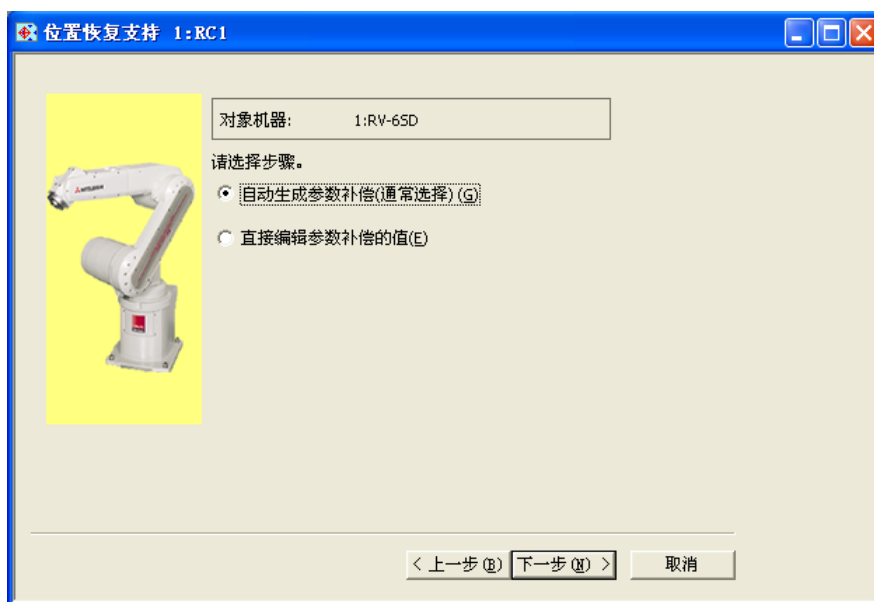 位置恢复支持 1:RC1
对象机器: 1:RV-6SD
请选择步骤。
自动生成参数补偿(通常选择)(G)
直接编辑参数补偿的值(E)
MITSUBISHI
< 上一步(B) 下一步(N) > 取消